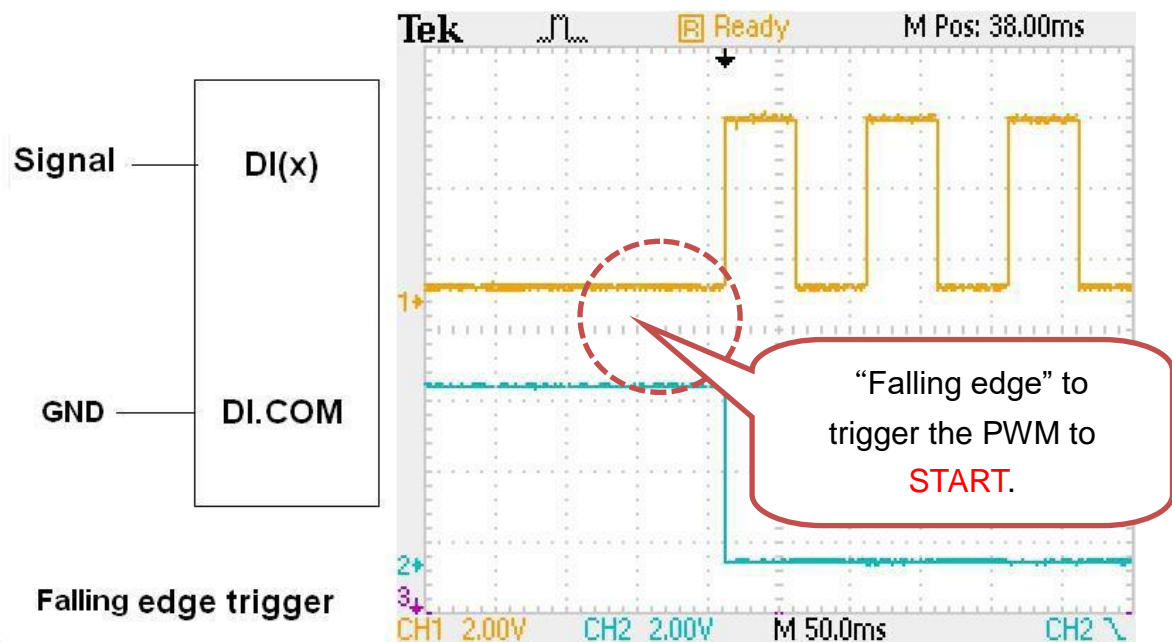 Tek Ready M Pos: 38.00ms
R
Signal
DI(x)
1
GND
DI.COM
“Falling edge” to
trigger the PWM to
START.
2
3
Falling edge trigger
CH1 2.00V CH2 2.00V M 50.0ms CH2